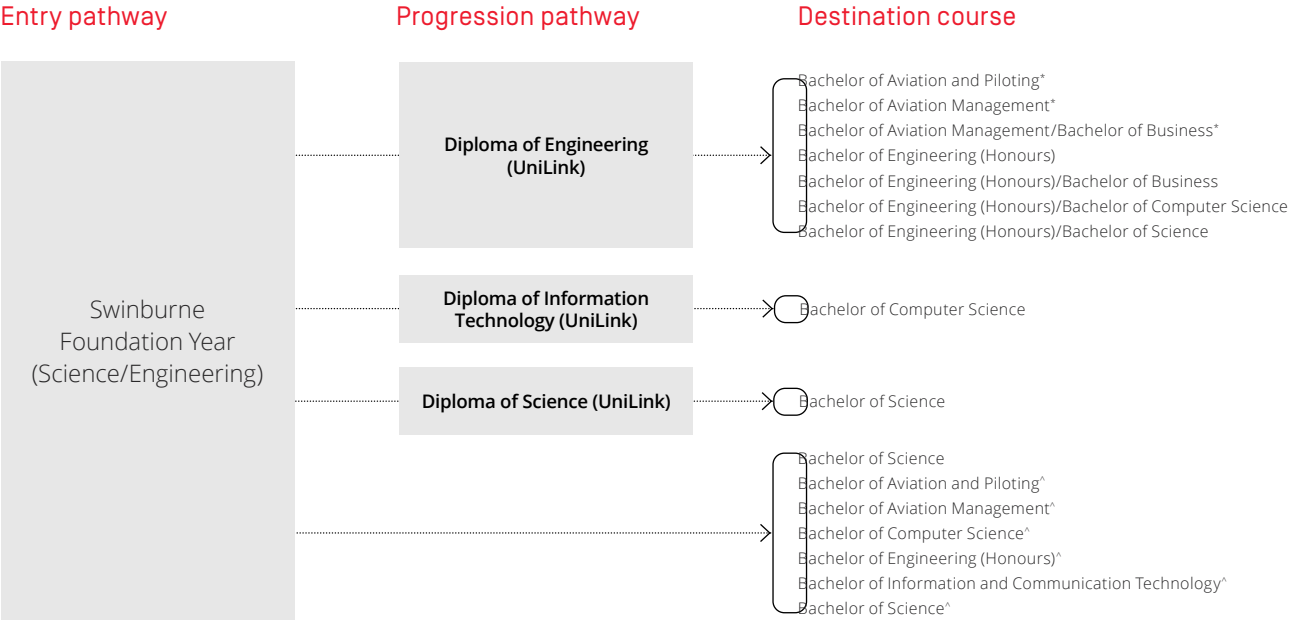 Entry pathway
Progression pathway
Destination course
Swinburne
Foundation Year
(Science/Engineering)
Diploma of Engineering
(UniLink)
Bachelor of Aviation and Piloting*
Bachelor of Aviation Management*
Bachelor of Aviation Management/Bachelor of Business*
Bachelor of Engineering (Honours)
Bachelor of Engineering (Honours)/Bachelor of Business
Bachelor of Engineering (Honours)/Bachelor of Computer Science
Bachelor of Engineering (Honours)/Bachelor of Science
Diploma of Information
Technology (UniLink)
Bachelor of Computer Science
Diploma of Science (UniLink)
Bachelor of Science
Bachelor of Science
Bachelor of Aviation and Piloting^
Bachelor of Aviation Management^
Bachelor of Computer Science^
Bachelor of Engineering (Honours)^
Bachelor of Information and Communication Technology^
Bachelor of Science^